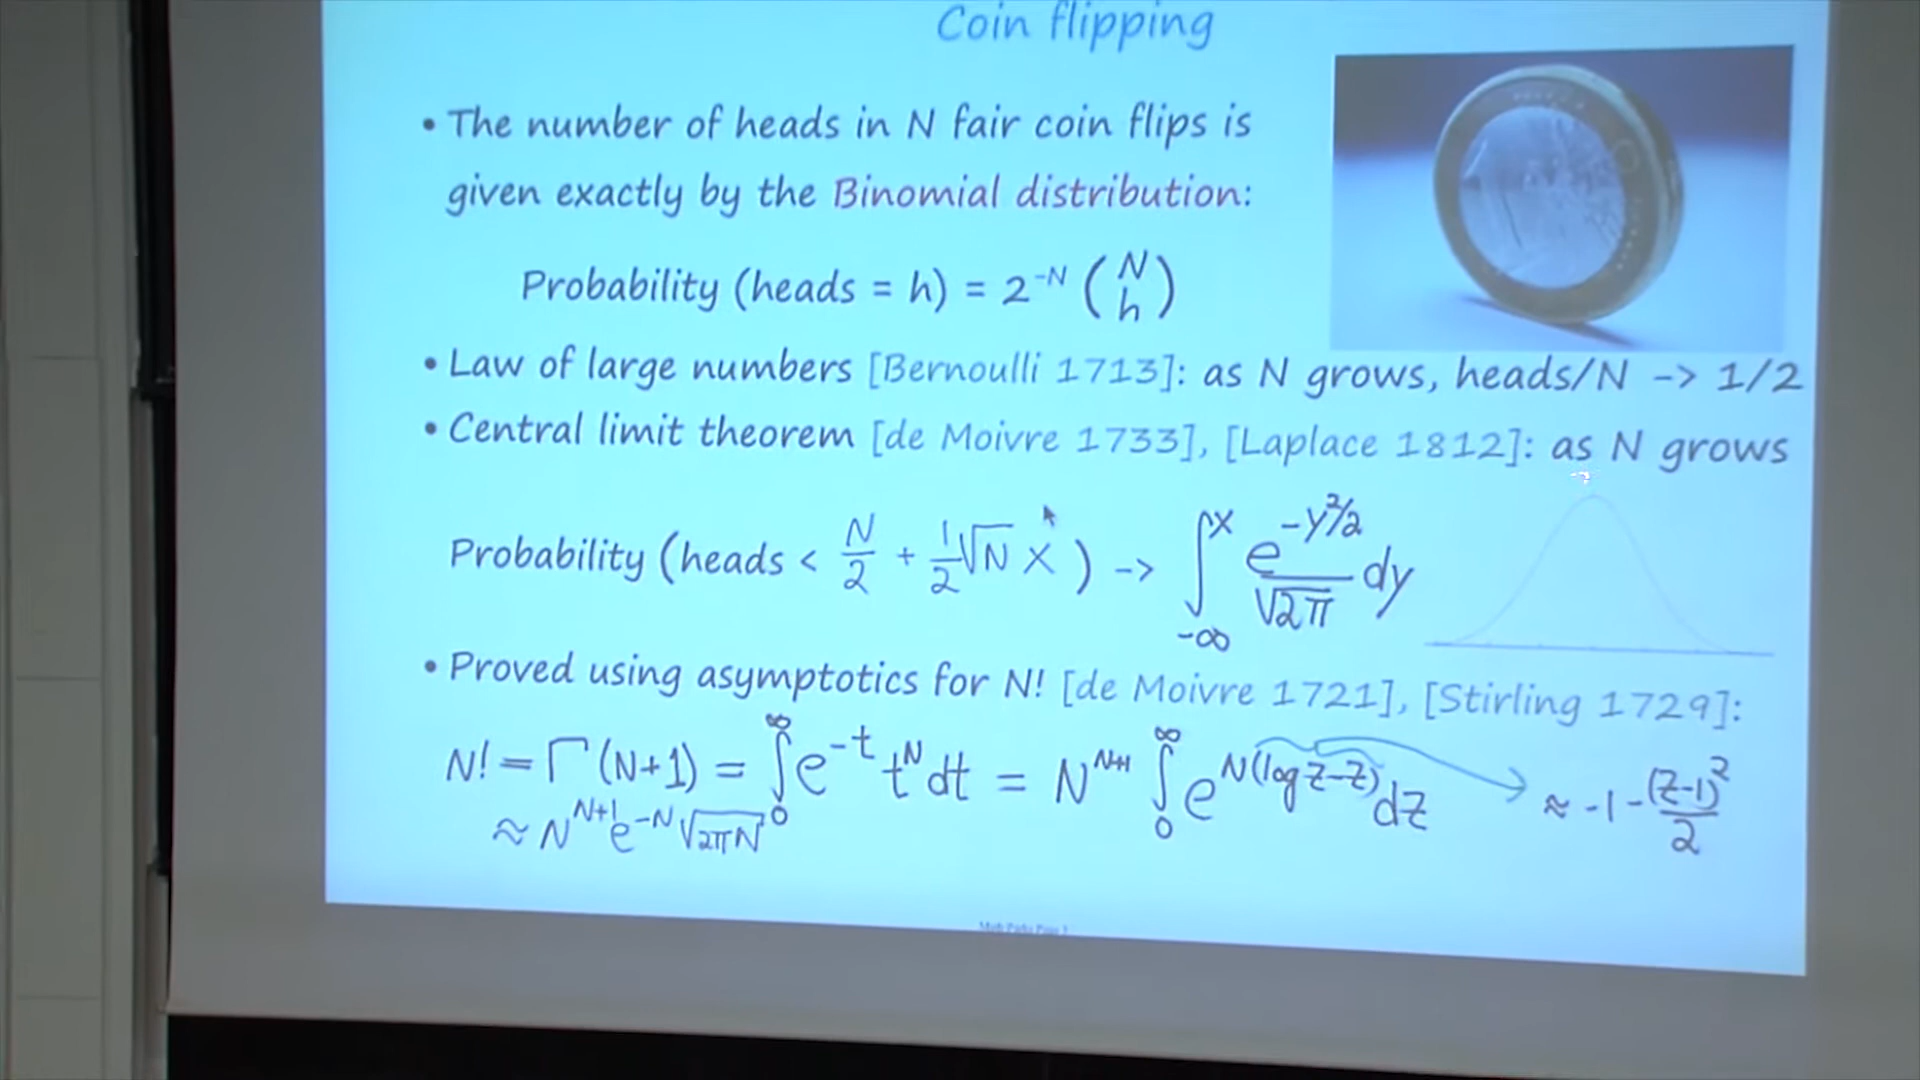 Coin flipping
• The number of heads in N fair coin flips is
given exactly by the Binomial distribution:
Probability (heads = h) = 2^{-N} (N h)
• Law of large numbers [Bernoulli 1713]: as N grows, heads/N -> 1/2
• Central limit theorem [de Moivre 1733], [Laplace 1812]: as N grows
Probability (heads < N/2 + 1/2 √N x) -> ∫_{-∞}^{x} e^{-y²/2}/√2π dy
• Proved using asymptotics for N! [de Moivre 1721], [Stirling 1729]:
N! = Γ(N+1) = ∫_0^∞ e^{-t} t^N dt = N^{N+1} ∫_0^∞ e^{N(log z-z)} dz ≈ -1 - (z-1)²/2
≈ N^{N+1} e^{-N} √2πN